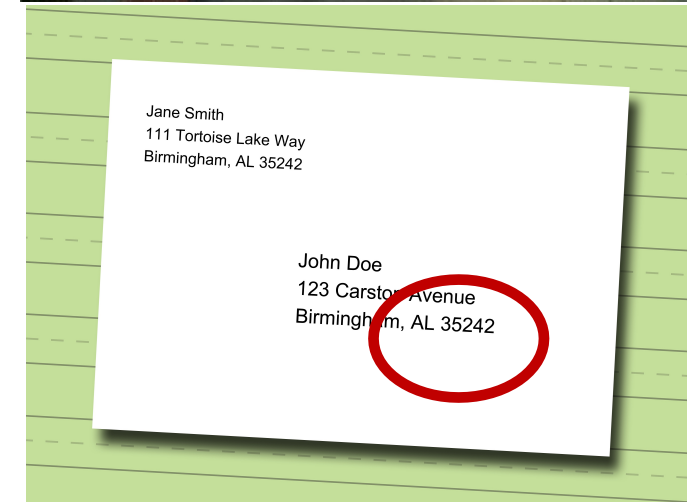 Jane Smith
111 Tortoise Lake Way
Birmingham, AL 35242
John Doe
123 Carston Avenue
Birmingham, AL 35242